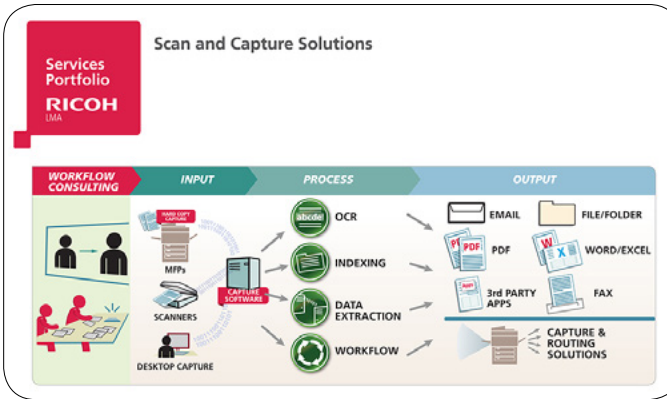 Scan and Capture Solutions
Services
Portfolio
RICOH
LMA
WORKFLOW
CONSULTING
INPUT
PROCESS
OUTPUT
HARD COPY
CAPTURE
MFPs
SCANNERS
DESKTOP CAPTURE
CAPTURE
SOFTWARE
abcdef
OCR
INDEXING
DATA
EXTRACTION
WORKFLOW
EMAIL
FILE/FOLDER
PDF
PDF
W
X
WORD/EXCEL
3rd PARTY
APPS
FAX
CAPTURE &
ROUTING
SOLUTIONS